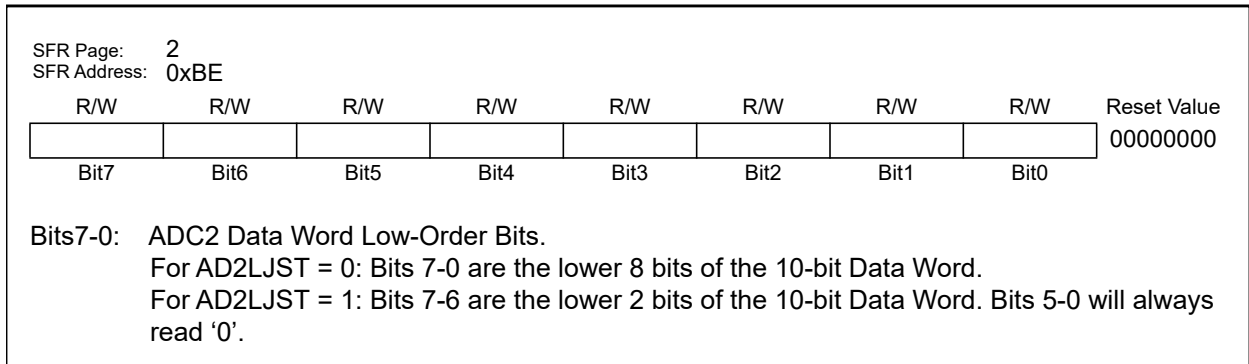 SFR Page: 2
SFR Address: 0xBE
R/W R/W R/W R/W R/W R/W R/W R/W Reset Value
00000000
Bit7 Bit6 Bit5 Bit4 Bit3 Bit2 Bit1 Bit0
Bits7-0: ADC2 Data Word Low-Order Bits.
For AD2LJST = 0: Bits 7-0 are the lower 8 bits of the 10-bit Data Word.
For AD2LJST = 1: Bits 7-6 are the lower 2 bits of the 10-bit Data Word. Bits 5-0 will always
read ‘0’.